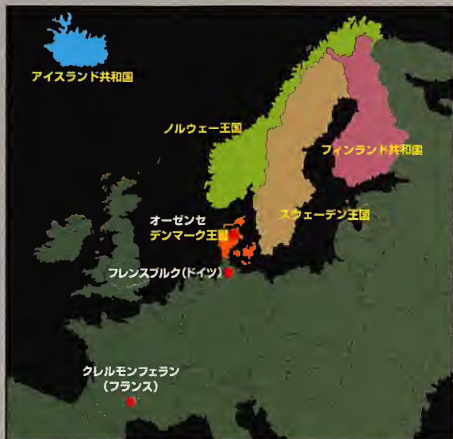 アイスランド共和国
ノルウェー王国
フィンランド共和国
スウェーデン王国
オーゼンセ
デンマーク王国
フレンスブルク(ドイツ)
クレルモンフェラン
(フランス)